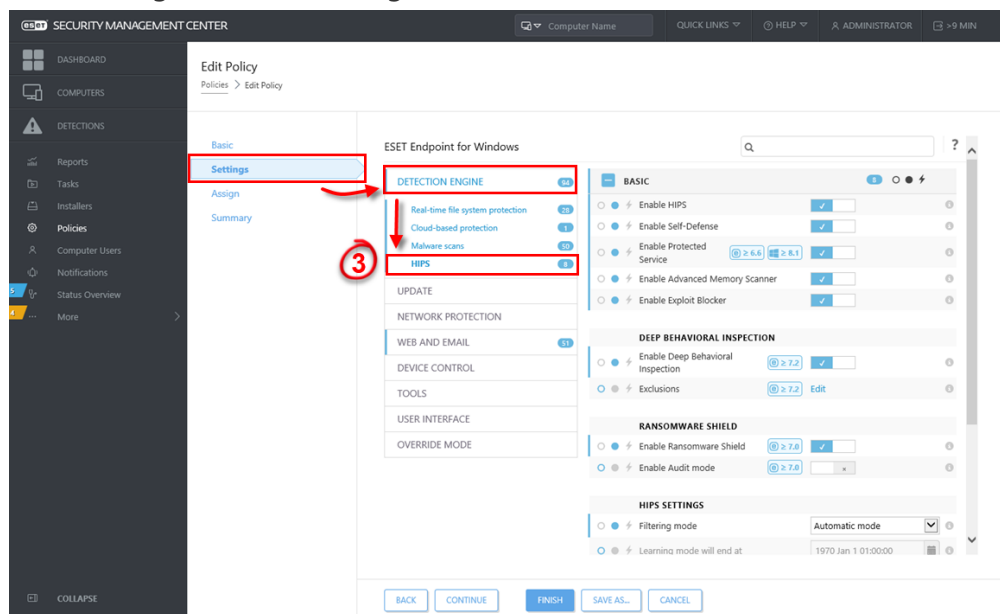 eset SECURITY MANAGEMENT CENTER
Computer Name
QUICK LINKS
HELP
ADMINISTRATOR
>9 MIN
DASHBOARD
COMPUTERS
DETECTIONS
Reports
Tasks
Installers
Policies
Computer Users
Notifications
5
Status Overview
4
More
COLLAPSE
Edit Policy
Policies > Edit Policy
Basic
Settings
Assign
Summary
3
ESET Endpoint for Windows
?
DETECTION ENGINE 94
Real-time file system protection 28
Cloud-based protection 1
Malware scans 50
HIPS 8
UPDATE
NETWORK PROTECTION
WEB AND EMAIL 51
DEVICE CONTROL
TOOLS
USER INTERFACE
OVERRIDE MODE
BASIC 8
Enable HIPS
Enable Self-Defense
Enable Protected
Service
≥ 6.6 ≥ 8.1
Enable Advanced Memory Scanner
Enable Exploit Blocker
DEEP BEHAVIORAL INSPECTION
Enable Deep Behavioral
Inspection
≥ 7.2
Exclusions ≥ 7.2 Edit
RANSOMWARE SHIELD
Enable Ransomware Shield ≥ 7.0
Enable Audit mode ≥ 7.0
HIPS SETTINGS
Filtering mode Automatic mode
Learning mode will end at 1970 Jan 1 01:00:00
BACK
CONTINUE
FINISH
SAVE AS...
CANCEL